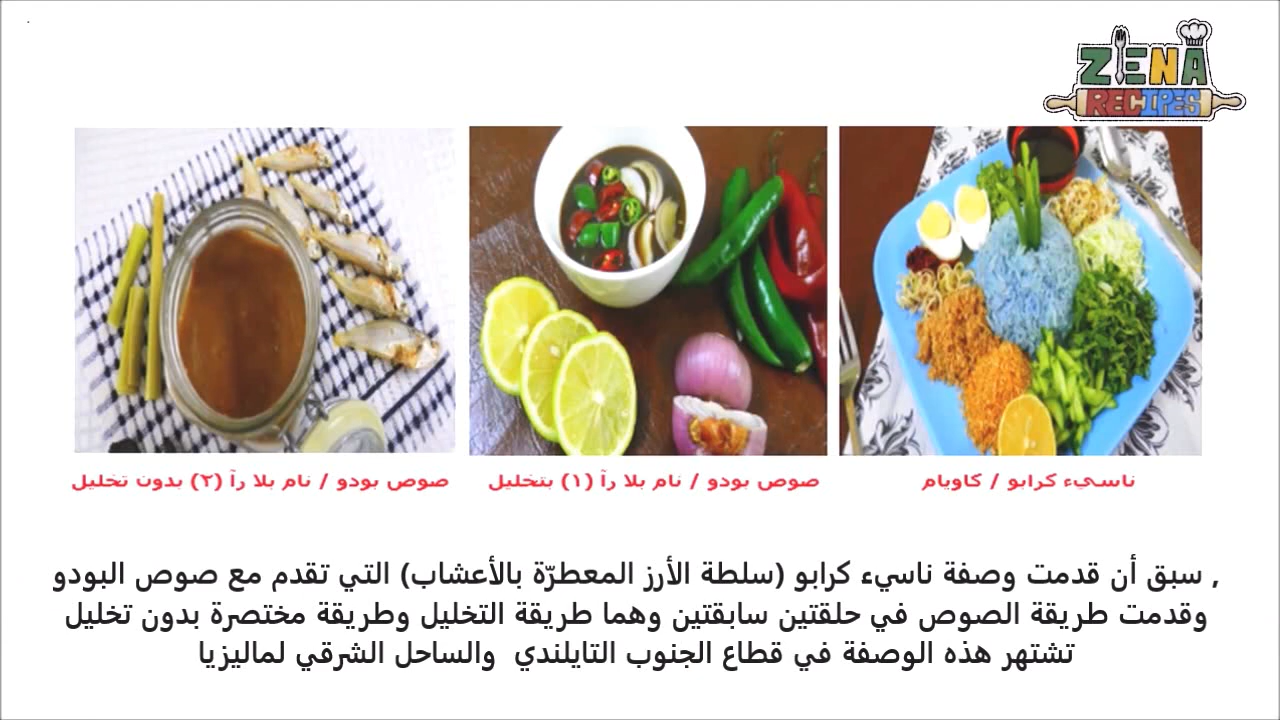 ZENA
RECIPES
ناسيء كرابو / كاويام
صوص بودو / نام بلا رآ (١) بتخليل
صوص بودو / نام بلا رآ (٢) بدون تخليل
سبق أن قدمت وصفة ناسيء كرابو (سلطة الأرز المعطرّة بالأعشاب) التي تقدم مع صوص البودو ,
وقدمت طريقة الصوص في حلقتين سابقتين وهما طريقة التخليل وطريقة مختصرة بدون تخليل
تشتهر هذه الوصفة في قطاع الجنوب التايلندي والساحل الشرقي لماليزيا